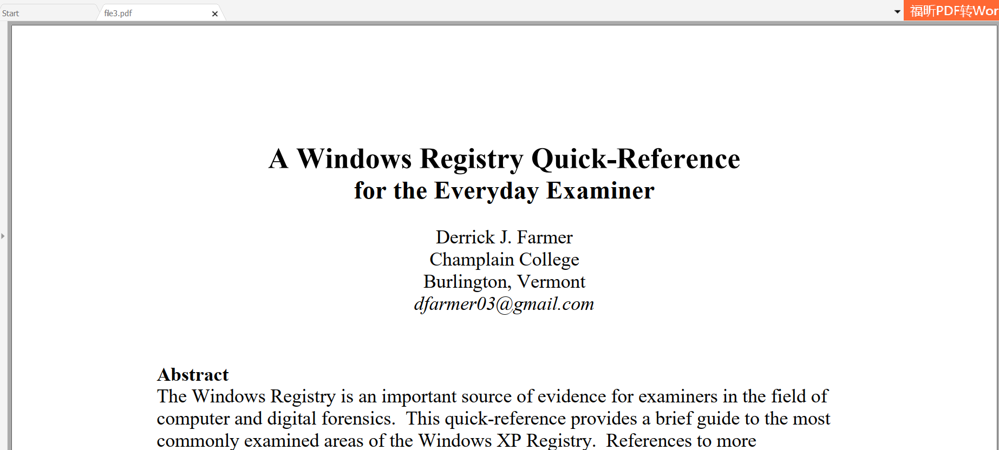 Start
file3.pdf
福昕PDF转Wor
A Windows Registry Quick-Reference
for the Everyday Examiner
Derrick J. Farmer
Champlain College
Burlington, Vermont
dfarmer03@gmail.com
Abstract
The Windows Registry is an important source of evidence for examiners in the field of
computer and digital forensics.  This quick-reference provides a brief guide to the most
commonly examined areas of the Windows XP Registry.  References to more